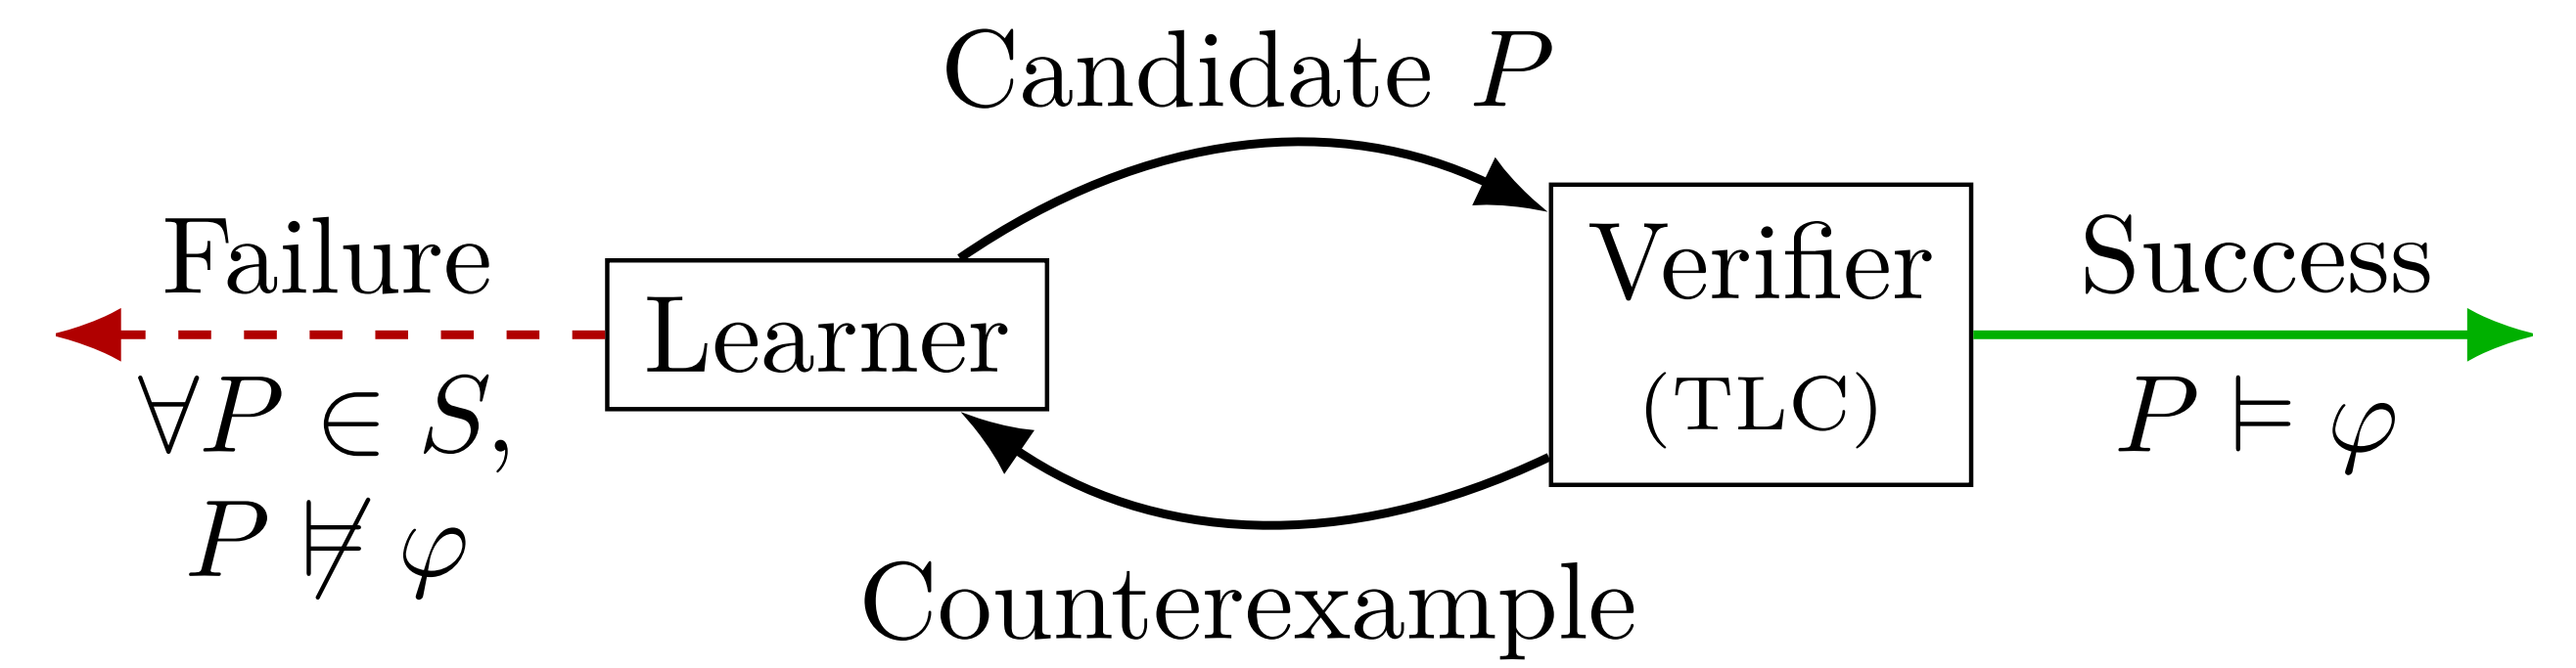 Candidate P
Failure
∀P ∈ S,
P ⊭ φ
Learner
Verifier
(TLC)
Success
P ⊨ φ
Counterexample